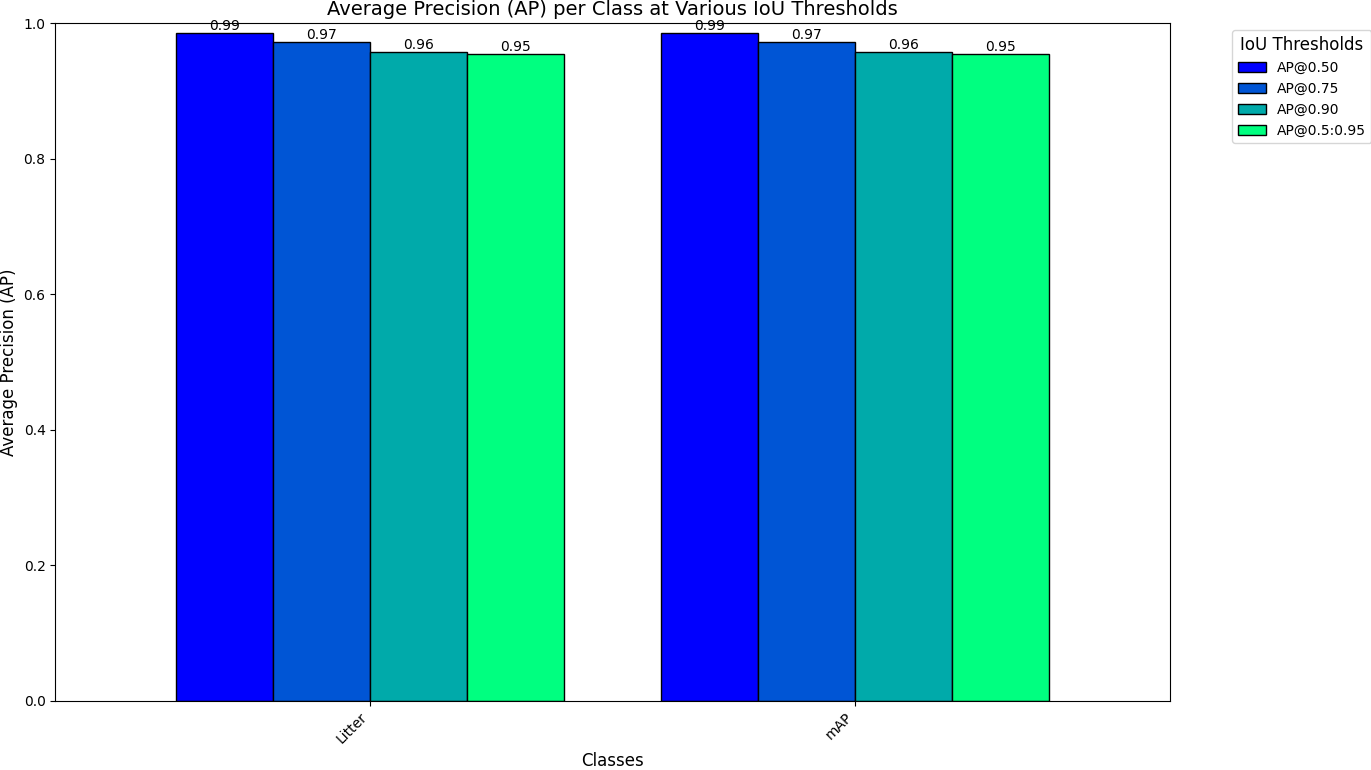 Average Precision (AP) per Class at Various IoU Thresholds
Average Precision (AP)
1.0
0.8
0.6
0.4
0.2
0.0
0.99
0.97
0.96
0.95
0.99
0.97
0.96
0.95
Litter
mAP
Classes
IoU Thresholds
AP@0.50
AP@0.75
AP@0.90
AP@0.5:0.95